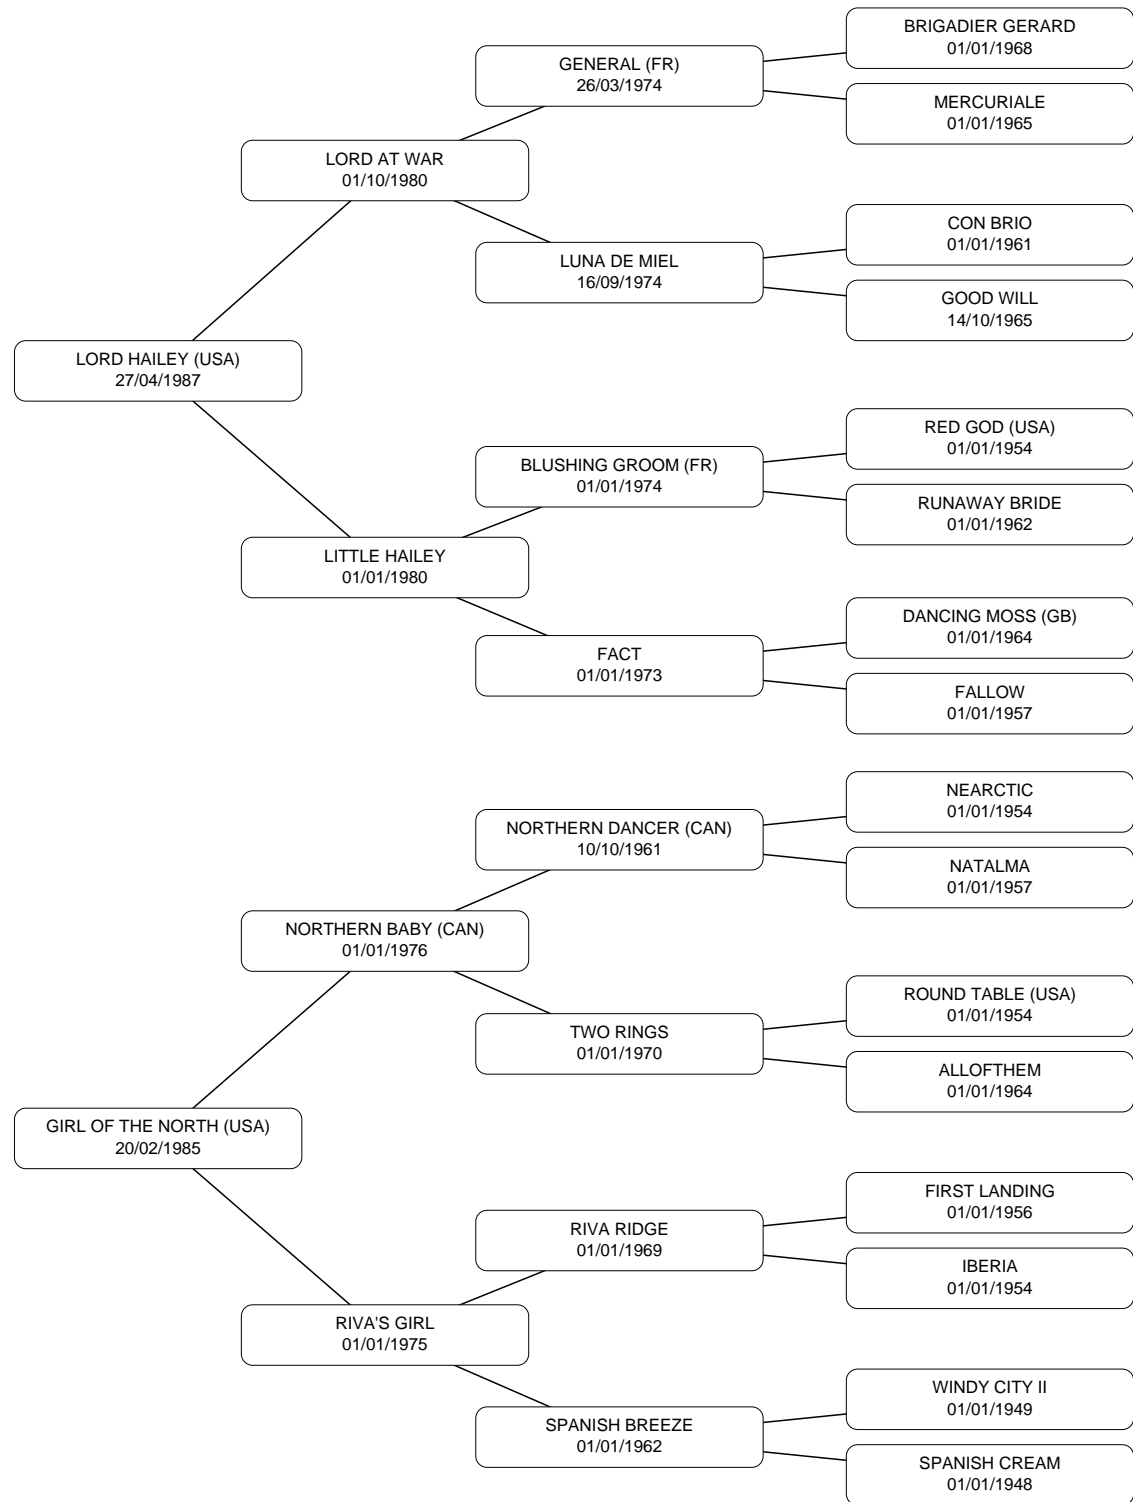 BRIGADIER GERARD
01/01/1968
GENERAL (FR)
26/03/1974
MERCURIALE
01/01/1965
LORD AT WAR
01/10/1980
CON BRIO
01/01/1961
LUNA DE MIEL
16/09/1974
GOOD WILL
14/10/1965
LORD HAILEY (USA)
27/04/1987
RED GOD (USA)
01/01/1954
BLUSHING GROOM (FR)
01/01/1974
RUNAWAY BRIDE
01/01/1962
LITTLE HAILEY
01/01/1980
DANCING MOSS (GB)
01/01/1964
FACT
01/01/1973
FALLOW
01/01/1957
NEARCTIC
01/01/1954
NORTHERN DANCER (CAN)
10/10/1961
NATALMA
01/01/1957
NORTHERN BABY (CAN)
01/01/1976
ROUND TABLE (USA)
01/01/1954
TWO RINGS
01/01/1970
ALLOFTHEM
01/01/1964
GIRL OF THE NORTH (USA)
20/02/1985
FIRST LANDING
01/01/1956
RIVA RIDGE
01/01/1969
IBERIA
01/01/1954
RIVA'S GIRL
01/01/1975
WINDY CITY II
01/01/1949
SPANISH BREEZE
01/01/1962
SPANISH CREAM
01/01/1948